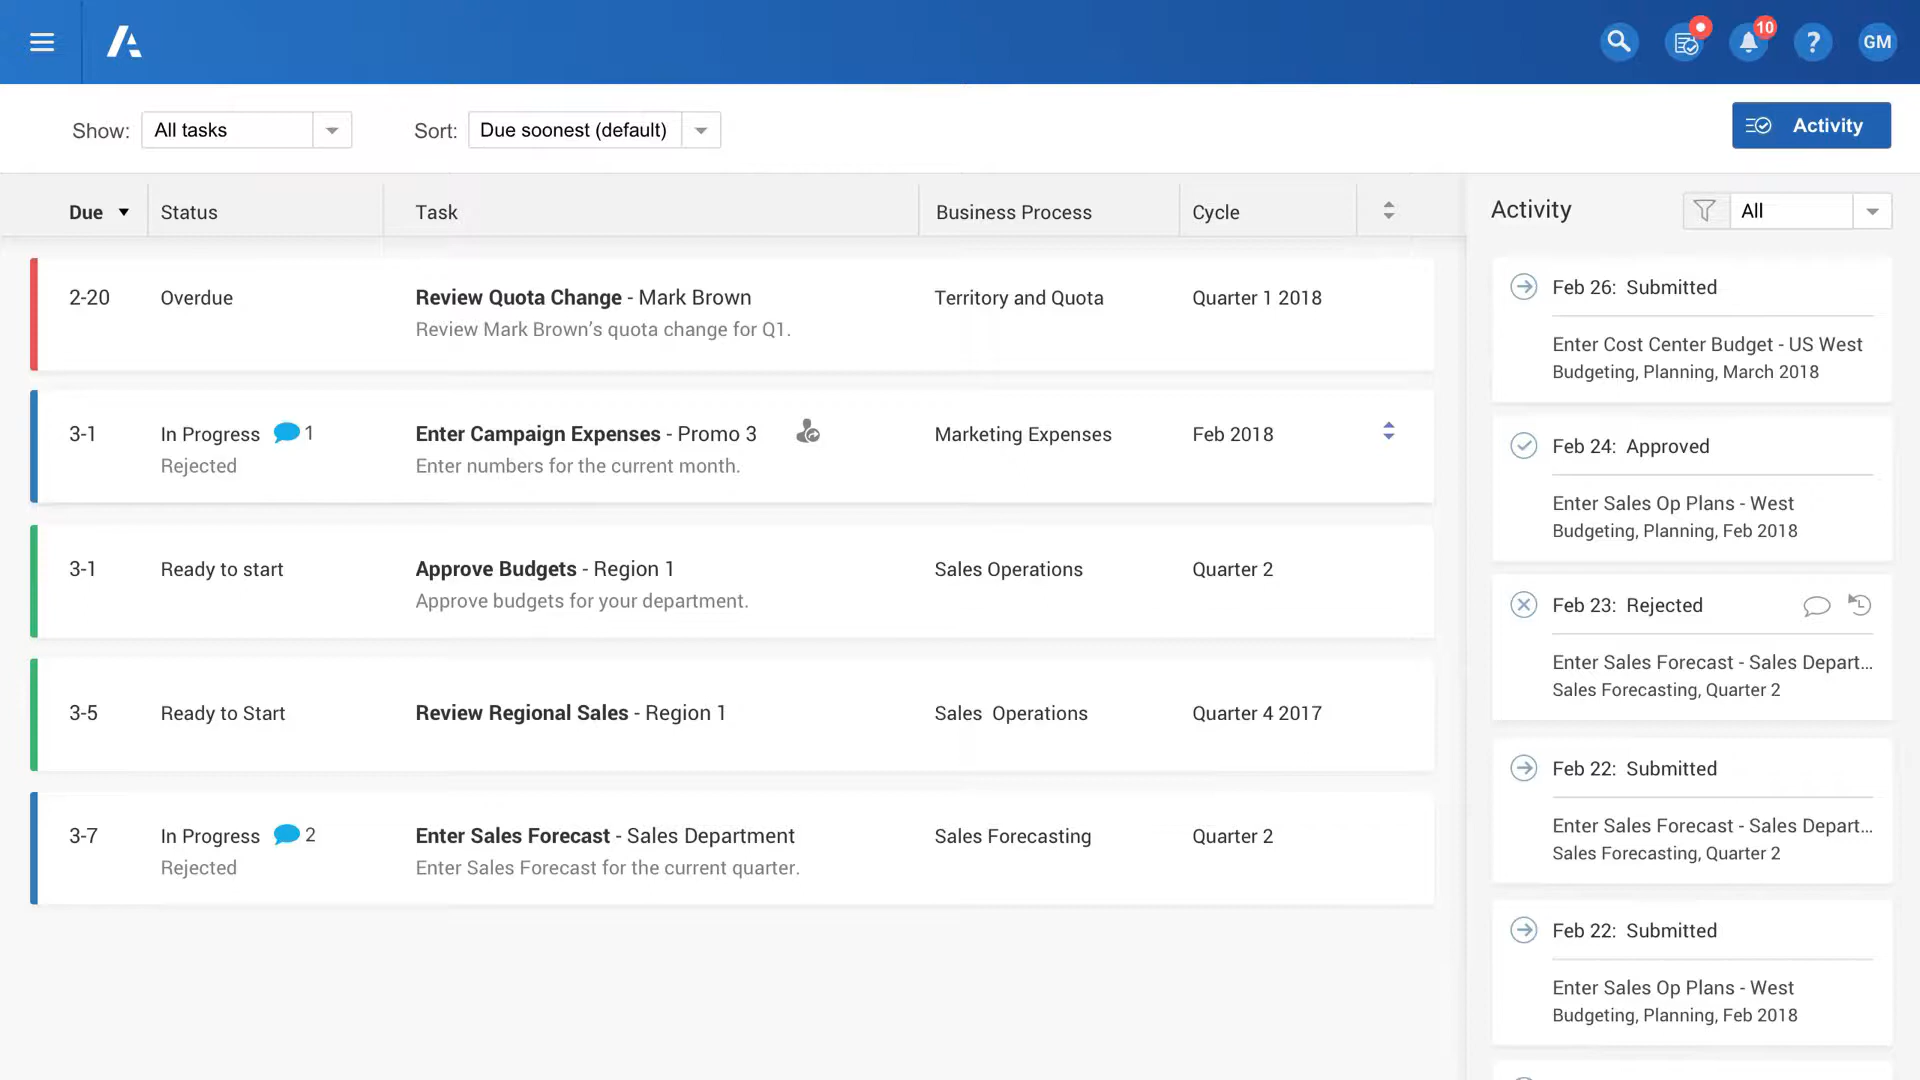 10
?
GM
Show: All tasks
Sort: Due soonest (default)
Activity
Due Status Task Business Process Cycle
2-20 Overdue Review Quota Change - Mark Brown Territory and Quota Quarter 1 2018
Review Mark Brown’s quota change for Q1.
3-1 In Progress 1 Enter Campaign Expenses - Promo 3 Marketing Expenses Feb 2018
Rejected Enter numbers for the current month.
3-1 Ready to start Approve Budgets - Region 1 Sales Operations Quarter 2
Approve budgets for your department.
3-5 Ready to Start Review Regional Sales - Region 1 Sales Operations Quarter 4 2017
3-7 In Progress 2 Enter Sales Forecast - Sales Department Sales Forecasting Quarter 2
Rejected Enter Sales Forecast for the current quarter.
Activity All
Feb 26: Submitted
Enter Cost Center Budget - US West
Budgeting, Planning, March 2018
Feb 24: Approved
Enter Sales Op Plans - West
Budgeting, Planning, Feb 2018
Feb 23: Rejected
Enter Sales Forecast - Sales Depart...
Sales Forecasting, Quarter 2
Feb 22: Submitted
Enter Sales Forecast - Sales Depart...
Sales Forecasting, Quarter 2
Feb 22: Submitted
Enter Sales Op Plans - West
Budgeting, Planning, Feb 2018